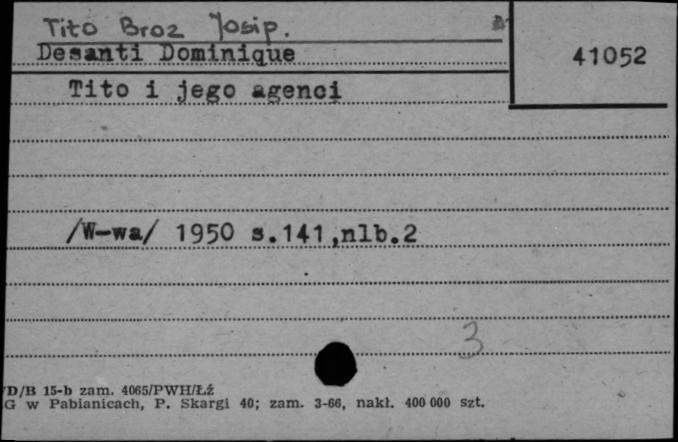 Tito Broz Josip.
Desanti Dominique
41052
Tito i jego agenci
/W-wa/ 1950 s.141,nlb.2
3
/D/B 15-b zam. 4065/PWH/Łź
G w Pabianicach, P. Skargi 40; zam. 3-66, nakł. 400 000 szt.